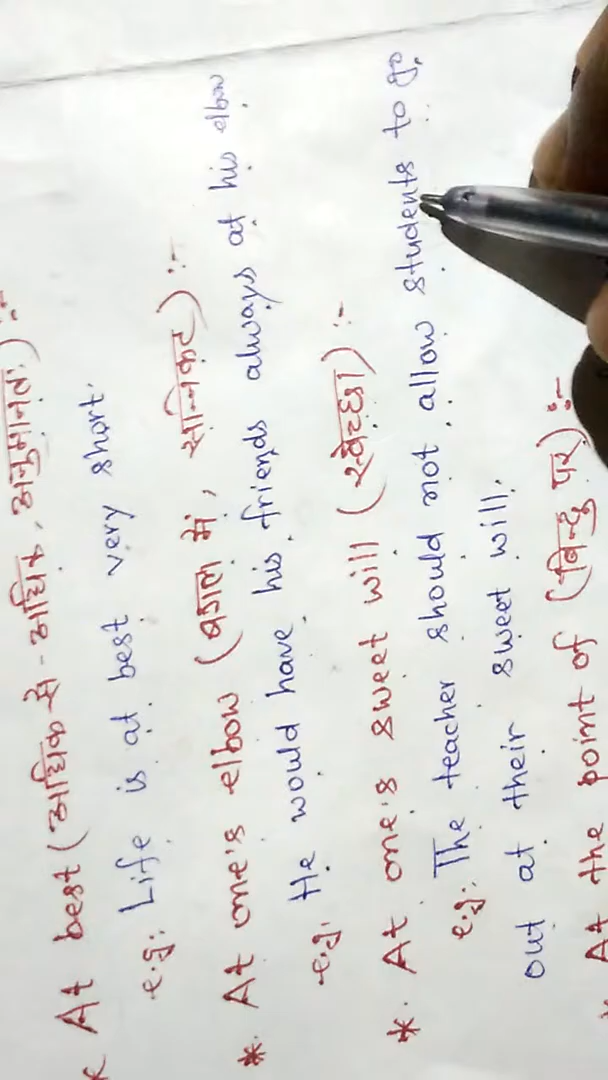 * At best (अधिक से - अधिक, अनुमानतः) :-
e.g: Life is at best very short.
* At one's elbow (बगल में, सन्निकट) :-
e.g. He would have his friends always at his elbow
* At one's sweet will (स्वेच्छा) :-
e.g: The teacher should not allow students to go
out at their sweet will.
* At the point of (बिन्दु पर) :-